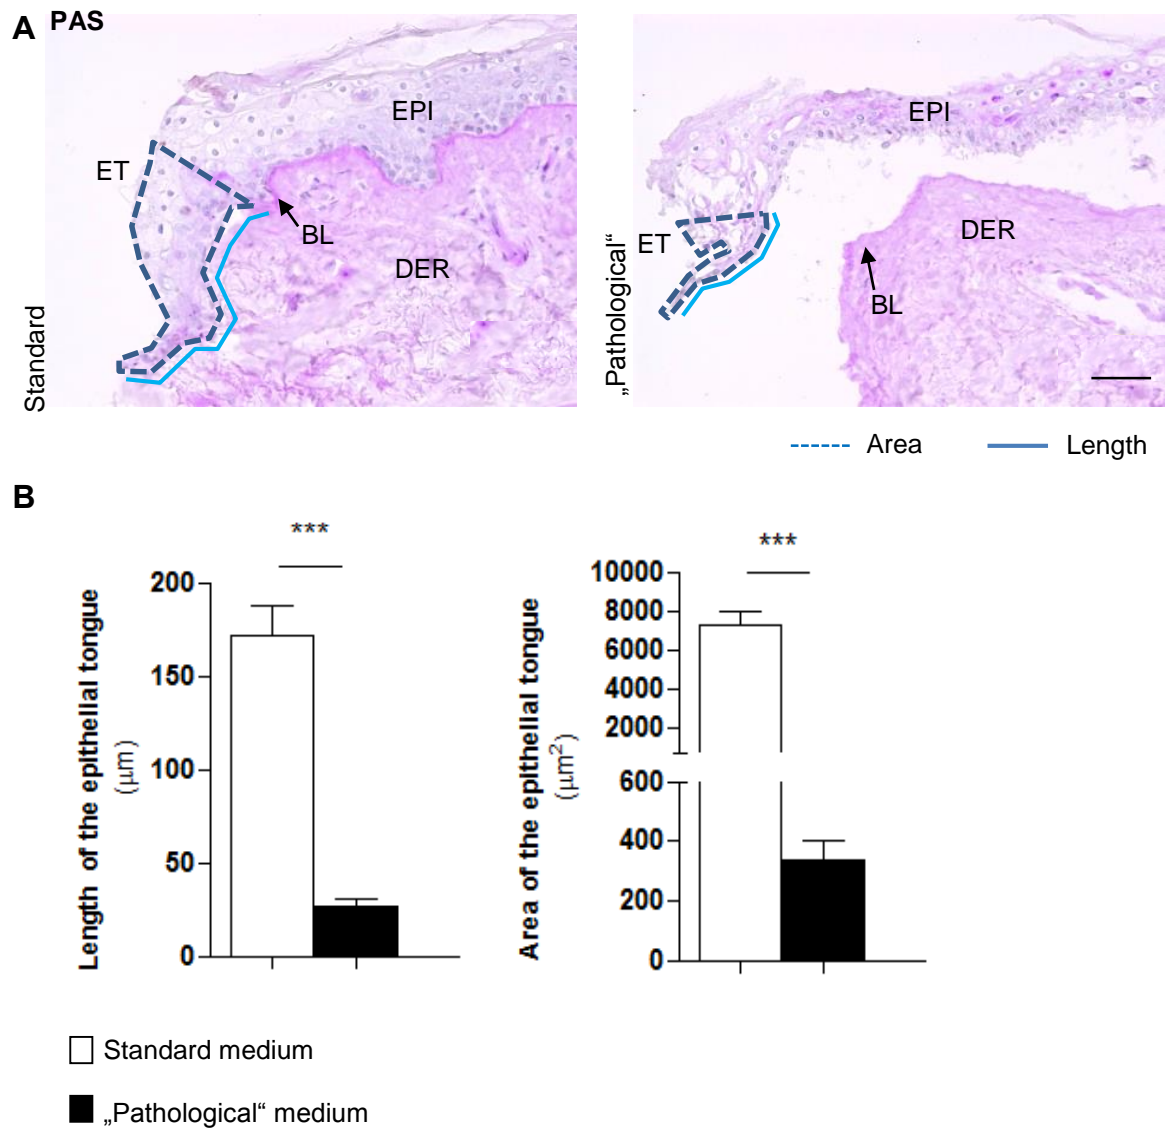 A PAS
EPI
ET
BL
DER
Standard
EPI
ET
DER
BL
„Pathological“
Area
Length
B
***
200
150
100
50
0
Length of the epithelial tongue
(μm)
***
10000
8000
6000
4000
2000
600
400
200
0
Area of the epithelial tongue
(μm²)
Standard medium
„Pathological“ medium